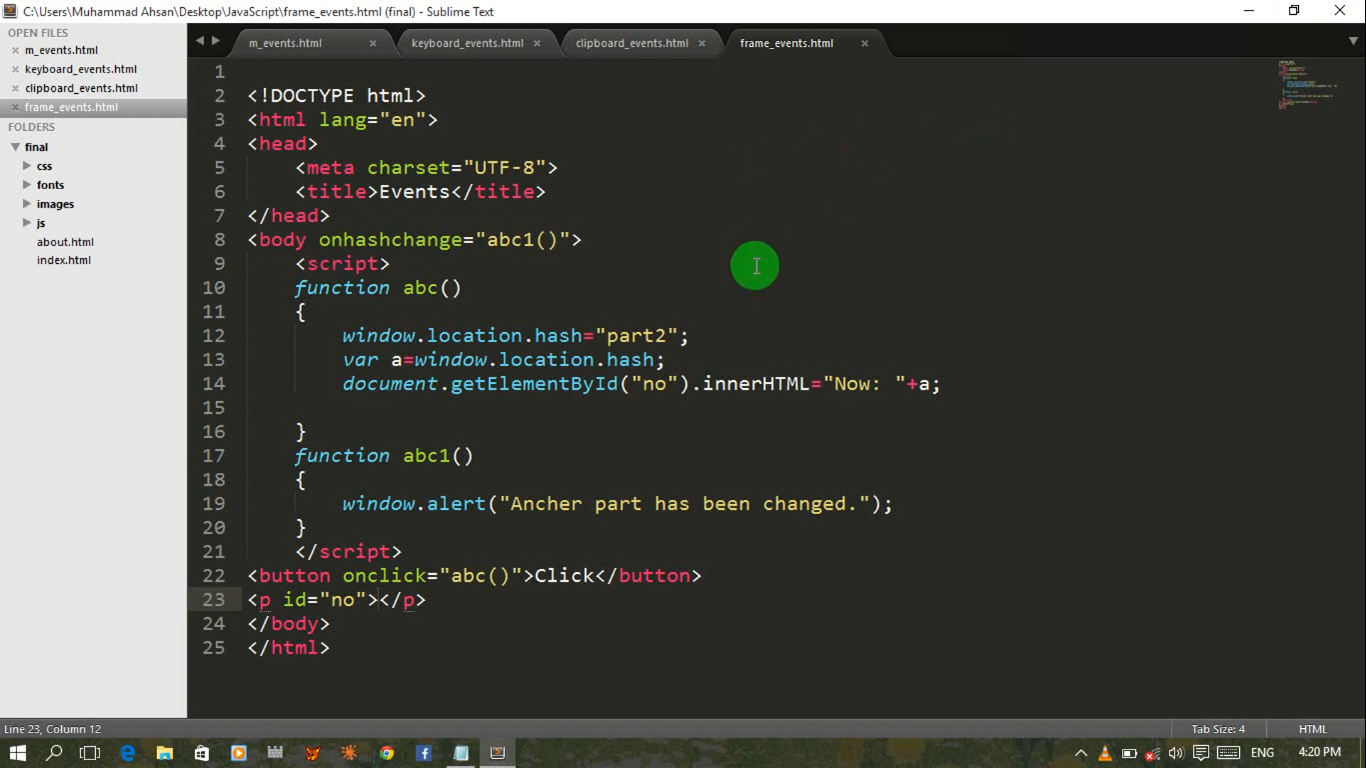 C:\Users\Muhammad Ahsan\Desktop\JavaScript\frame_events.html (final) - Sublime Text
OPEN FILES
m_events.html
keyboard_events.html
clipboard_events.html
frame_events.html
FOLDERS
final
css
fonts
images
js
about.html
index.html
m_events.html keyboard_events.html clipboard_events.html frame_events.html
1
2 <!DOCTYPE html>
3 <html lang="en">
4 <head>
5     <meta charset="UTF-8">
6     <title>Events</title>
7 </head>
8 <body onhashchange="abc1()">
9     <script>
10     function abc()
11     {
12         window.location.hash="part2";
13         var a=window.location.hash;
14         document.getElementById("no").innerHTML="Now: "+a;
15
16     }
17     function abc1()
18     {
19         window.alert("Ancher part has been changed.");
20     }
21     </script>
22 <button onclick="abc()">Click</button>
23 <p id="no"></p>
24 </body>
25 </html>
Line 23, Column 12 Tab Size: 4 HTML
ENG 4:20 PM